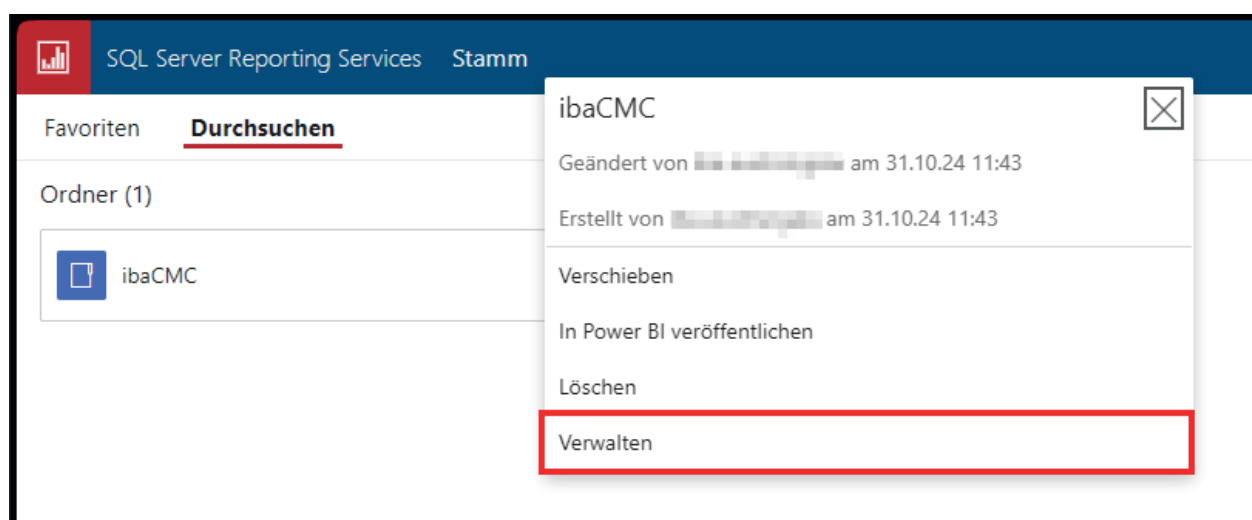 SQL Server Reporting Services Stamm
Favoriten Durchsuchen
Ordner (1)
ibaCMC
ibaCMC
Geändert von am 31.10.24 11:43
Erstellt von am 31.10.24 11:43
Verschieben
In Power BI veröffentlichen
Löschen
Verwalten